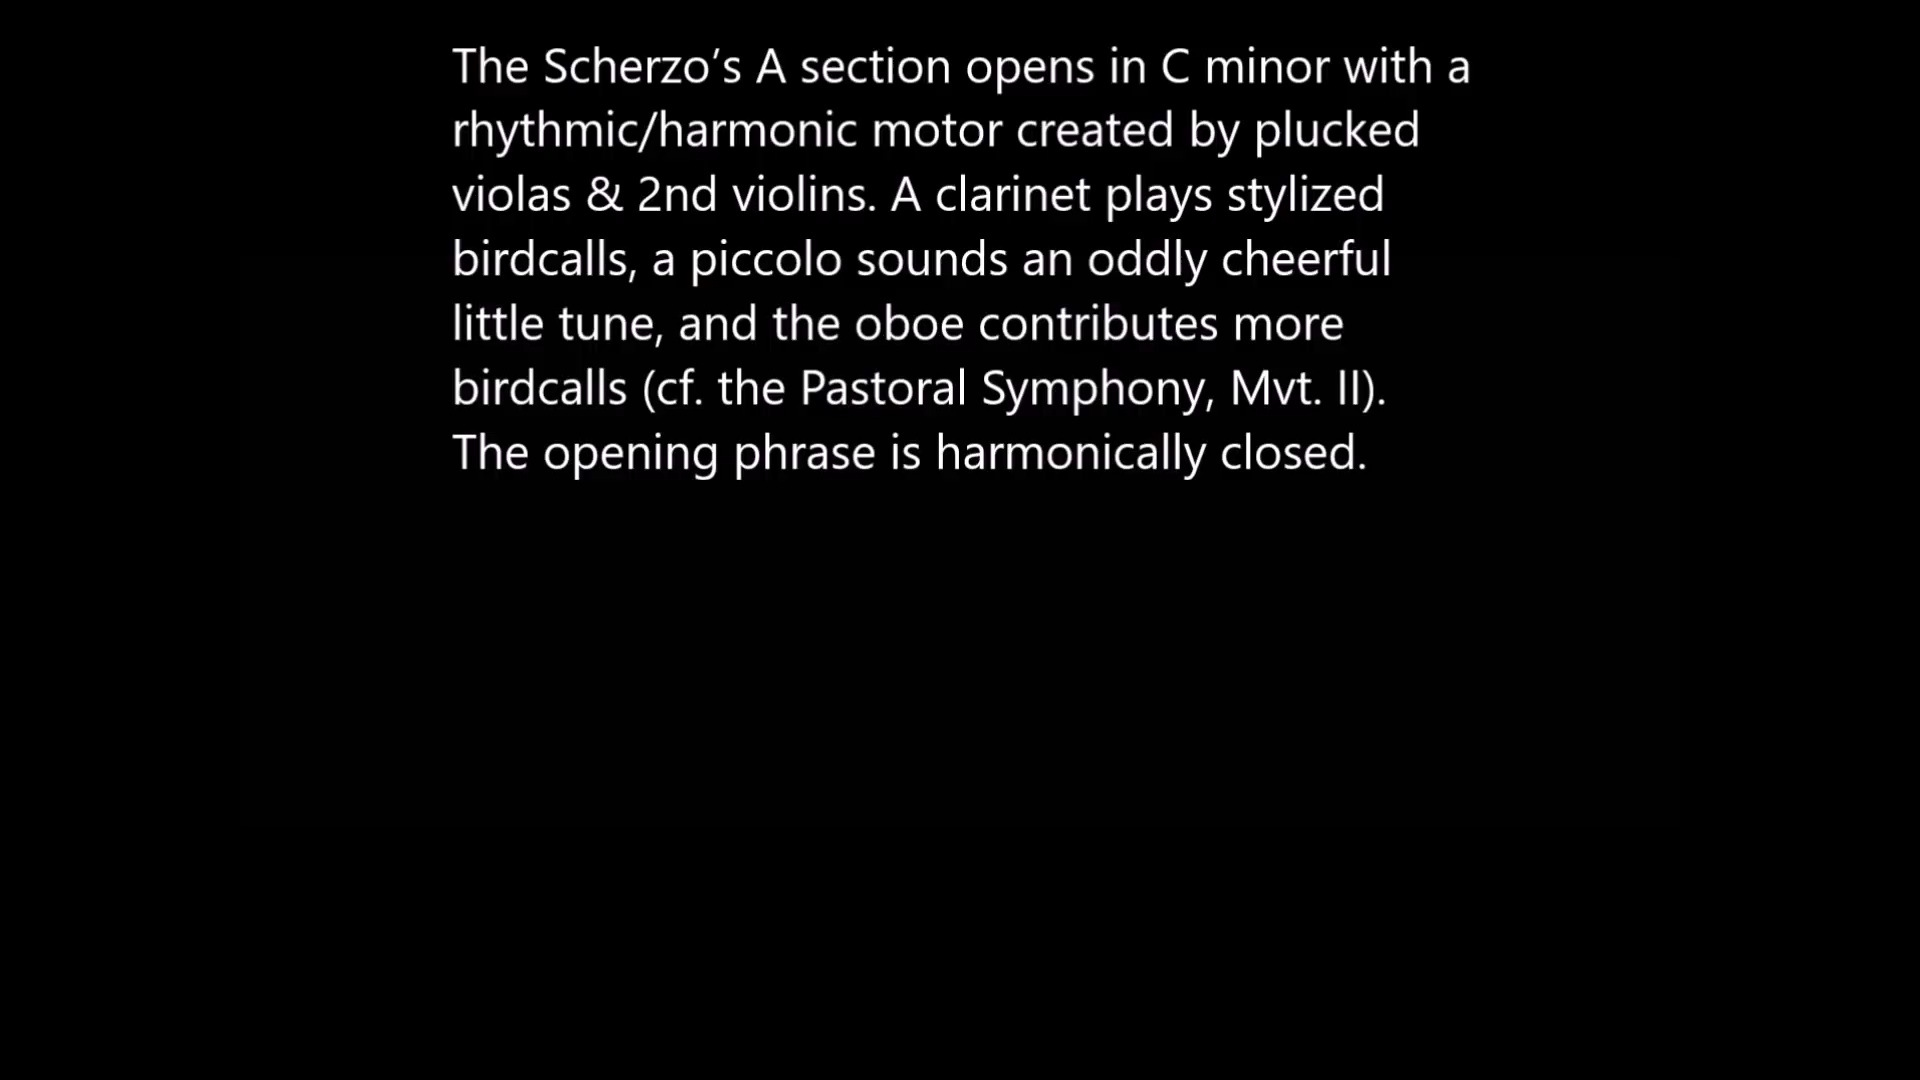 The Scherzo’s A section opens in C minor with a
rhythmic/harmonic motor created by plucked
violas & 2nd violins. A clarinet plays stylized
birdcalls, a piccolo sounds an oddly cheerful
little tune, and the oboe contributes more
birdcalls (cf. the Pastoral Symphony, Mvt. II).
The opening phrase is harmonically closed.